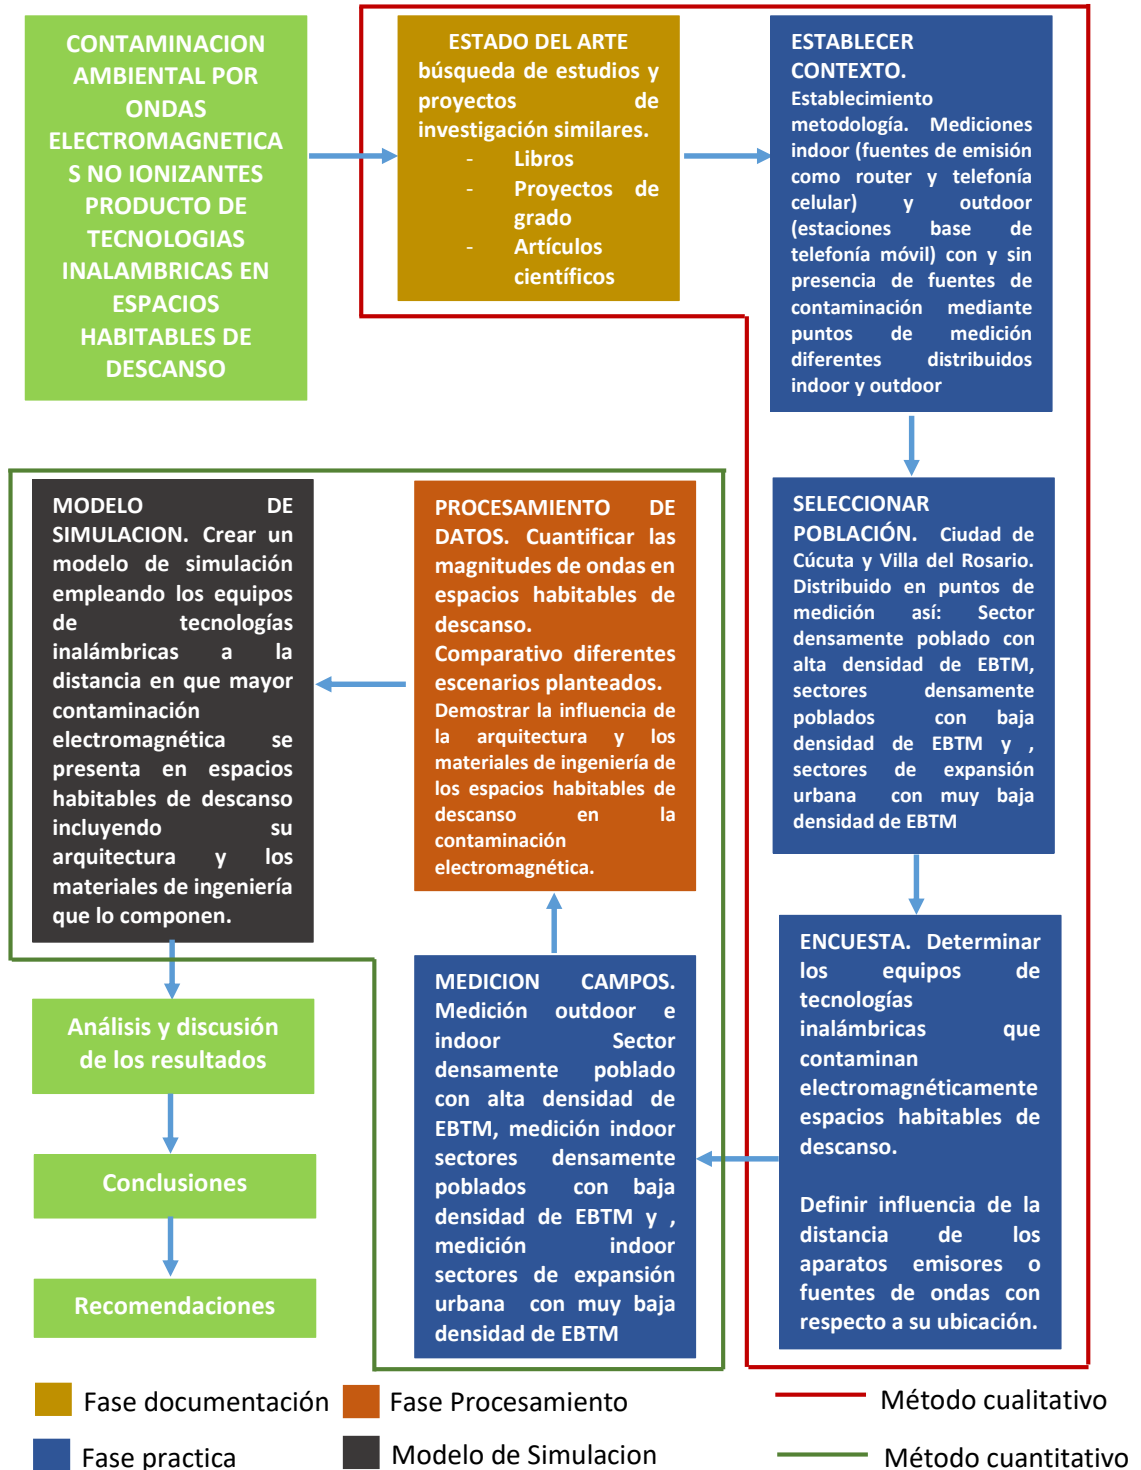 CONTAMINACION
AMBIENTAL POR
ONDAS
ELECTROMAGNETICA
S NO IONIZANTES
PRODUCTO DE
TECNOLOGIAS
INALAMBRICAS EN
ESPACIOS
HABITABLES DE
DESCANSO
ESTADO DEL ARTE
búsqueda de estudios y
proyectos de
investigación similares.
- Libros
- Proyectos de
grado
- Artículos
científicos
ESTABLECER
CONTEXTO.
Establecimiento
metodología. Mediciones
indoor (fuentes de emisión
como router y telefonía
celular) y outdoor
(estaciones base de
telefonía móvil) con y sin
presencia de fuentes de
contaminación mediante
puntos de medición
diferentes distribuidos
indoor y outdoor
SELECCIONAR
POBLACIÓN. Ciudad de
Cúcuta y Villa del Rosario.
Distribuido en puntos de
medición así: Sector
densamente poblado con
alta densidad de EBTM,
sectores densamente
poblados con baja
densidad de EBTM y ,
sectores de expansión
urbana con muy baja
densidad de EBTM
ENCUESTA. Determinar
los equipos de
tecnologías
inalámbricas que
contaminan
electromagnéticamente
espacios habitables de
descanso.
Definir influencia de la
distancia de los
aparatos emisores o
fuentes de ondas con
respecto a su ubicación.
MEDICION CAMPOS.
Medición outdoor e
indoor Sector
densamente poblado
con alta densidad de
EBTM, medición indoor
sectores densamente
poblados con baja
densidad de EBTM y ,
medición indoor
sectores de expansión
urbana con muy baja
densidad de EBTM
PROCESAMIENTO DE
DATOS. Cuantificar las
magnitudes de ondas en
espacios habitables de
descanso.
Comparativo diferentes
escenarios planteados.
Demostrar la influencia de
la arquitectura y los
materiales de ingeniería de
los espacios habitables de
descanso en la
contaminación
electromagnética.
MODELO DE
SIMULACION. Crear un
modelo de simulación
empleando los equipos
de tecnologías
inalámbricas a la
distancia en que mayor
contaminación
electromagnética se
presenta en espacios
habitables de descanso
incluyendo su
arquitectura y los
materiales de ingeniería
que lo componen.
Análisis y discusión
de los resultados
Conclusiones
Recomendaciones
Fase documentación
Fase Procesamiento
Método cualitativo
Fase practica
Modelo de Simulacion
Método cuantitativo